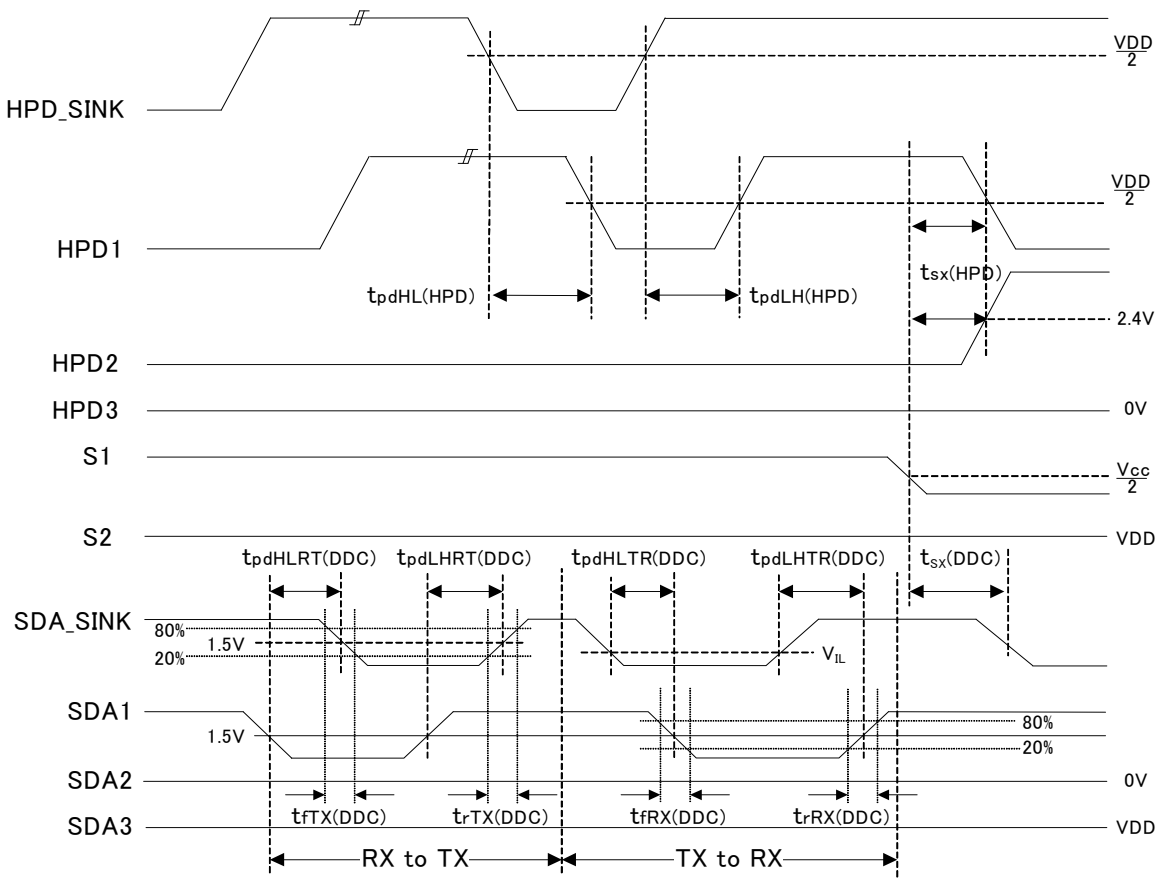 VDD
2
HPD_SINK
VDD
2
HPD1
tsx(HPD)
tpdHL(HPD)
tpdLH(HPD)
2.4V
HPD2
HPD3
0V
S1
Vcc
2
S2
VDD
tpdHLRT(DDC)
tpdLHRT(DDC)
tpdHLTR(DDC)
tpdLHTR(DDC)
tsx(DDC)
SDA_SINK
80%
1.5V
20%
VIL
SDA1
80%
1.5V
20%
SDA2
0V
tfTX(DDC)
trTX(DDC)
tfRX(DDC)
trRX(DDC)
SDA3
VDD
RX to TX
TX to RX